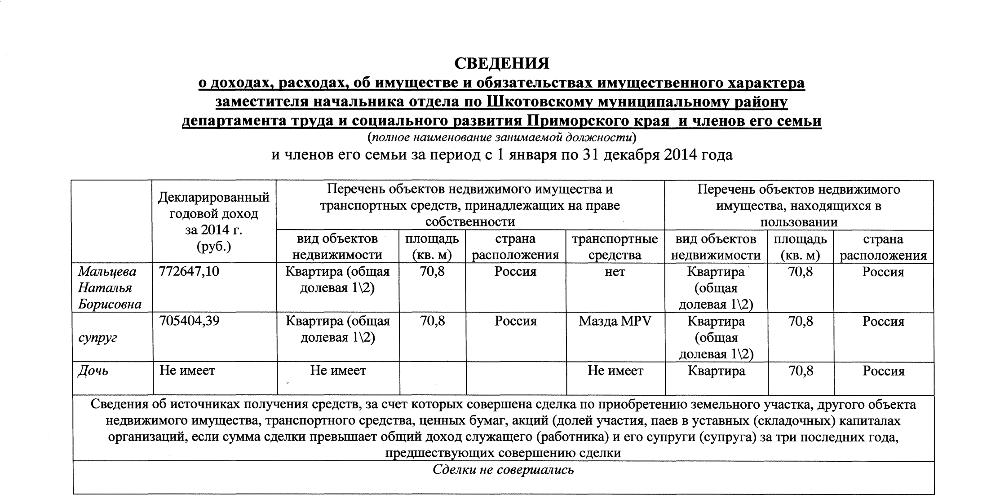 СВЕДЕНИЯ
о доходах, расходах, об имуществе и обязательствах имущественного характера
заместителя начальника отдела по Шкотовскому муниципальному району
департамента труда и социального развития Приморского края и членов его семьи
(полное наименование занимаемой должности)
и членов его семьи за период с 1 января по 31 декабря 2014 года
Декларированный
годовой доход
за 2014 г.
(руб.)
Перечень объектов недвижимого имущества и
транспортных средств, принадлежащих на праве
собственности
Перечень объектов недвижимого
имущества, находящихся в
пользовании
вид объектов
недвижимости
площадь
(кв. м)
страна
расположения
транспортные
средства
вид объектов
недвижимости
площадь
(кв. м)
страна
расположения
Мальцева
Наталья
Борисовна
772647,10
Квартира (общая
долевая 1\2)
70,8
Россия
нет
Квартира
(общая
долевая 1\2)
70,8
Россия
супруг
705404,39
Квартира (общая
долевая 1\2)
70,8
Россия
Мазда MPV
Квартира
(общая
долевая 1\2)
70,8
Россия
Дочь
Не имеет
Не имеет
Не имеет
Квартира
70,8
Россия
Сведения об источниках получения средств, за счет которых совершена сделка по приобретению земельного участка, другого объекта
недвижимого имущества, транспортного средства, ценных бумаг, акций (долей участия, паев в уставных (складочных) капиталах
организаций, если сумма сделки превышает общий доход служащего (работника) и его супруги (супруга) за три последних года,
предшествующих совершению сделки
Сделки не совершались